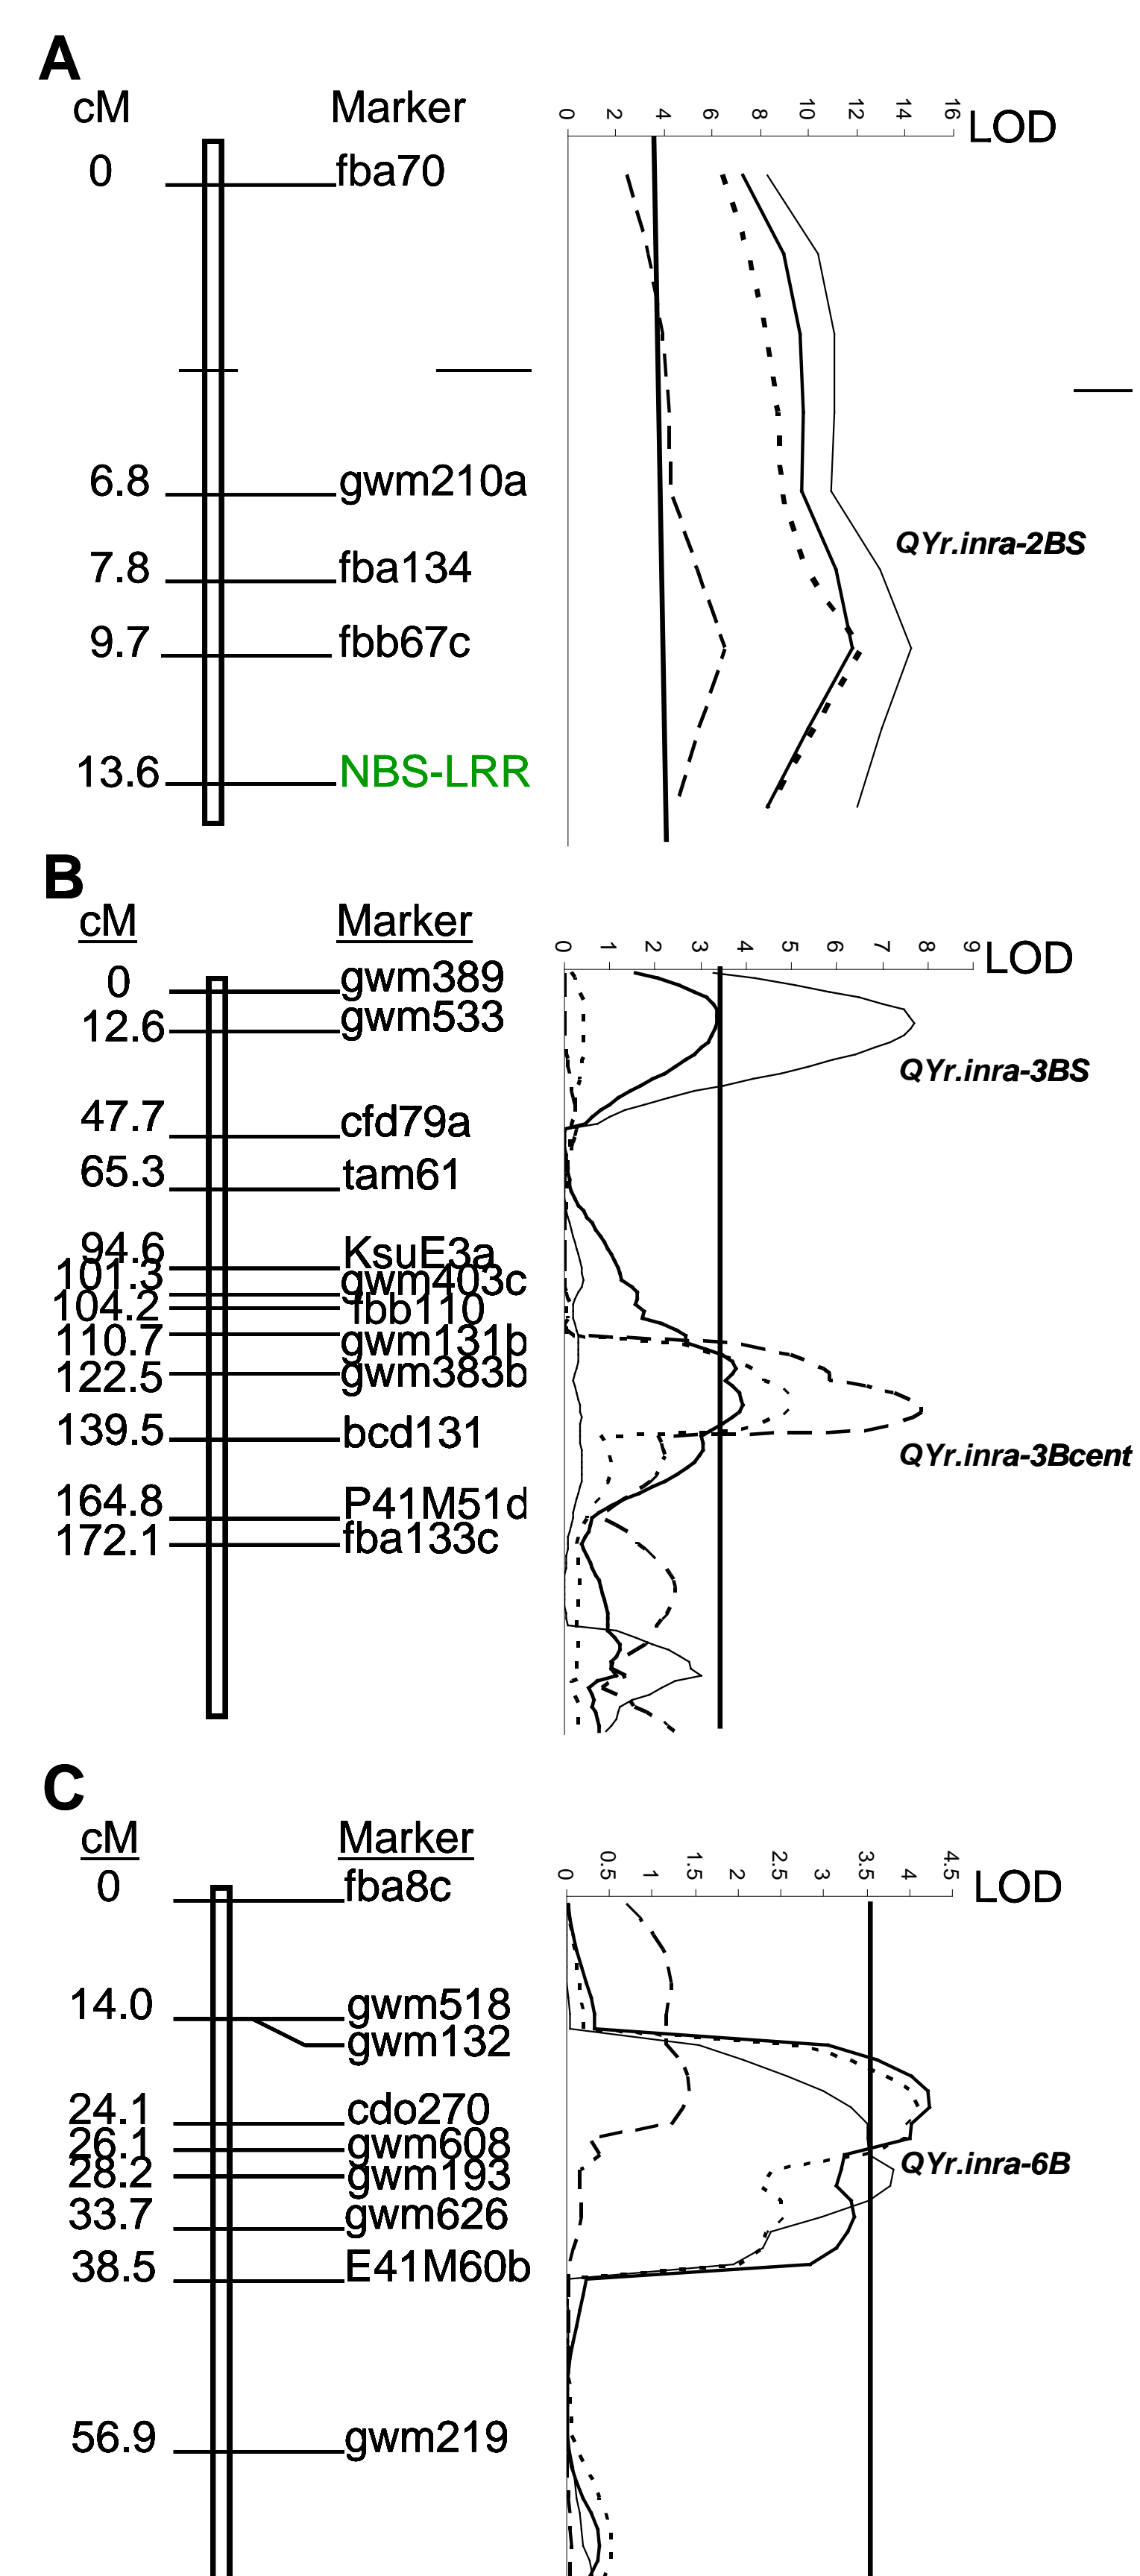 A
cM Marker
0 2 4 6 8 10 12 14 16 LOD
0 fba70
6.8 gwm210a
QYr.inra-2BS
7.8 fba134
9.7 fbb67c
13.6 NBS-LRR
B
cM Marker
0 1 2 3 4 5 6 7 8 9 LOD
0 gwm389
12.6 gwm533
QYr.inra-3BS
47.7 cfd79a
65.3 tam61
94.6 KsuE3a
101.3 gwm403c
104.2 fbb110
110.7 gwm131b
122.5 gwm383b
139.5 bcd131
QYr.inra-3Bcent
164.8 P41M51d
172.1 fba133c
C
cM Marker
0 0.5 1 1.5 2 2.5 3 3.5 4 4.5 LOD
0 fba8c
14.0 gwm518
gwm132
24.1 cdo270
26.1 gwm608
QYr.inra-6B
28.2 gwm193
33.7 gwm626
38.5 E41M60b
56.9 gwm219